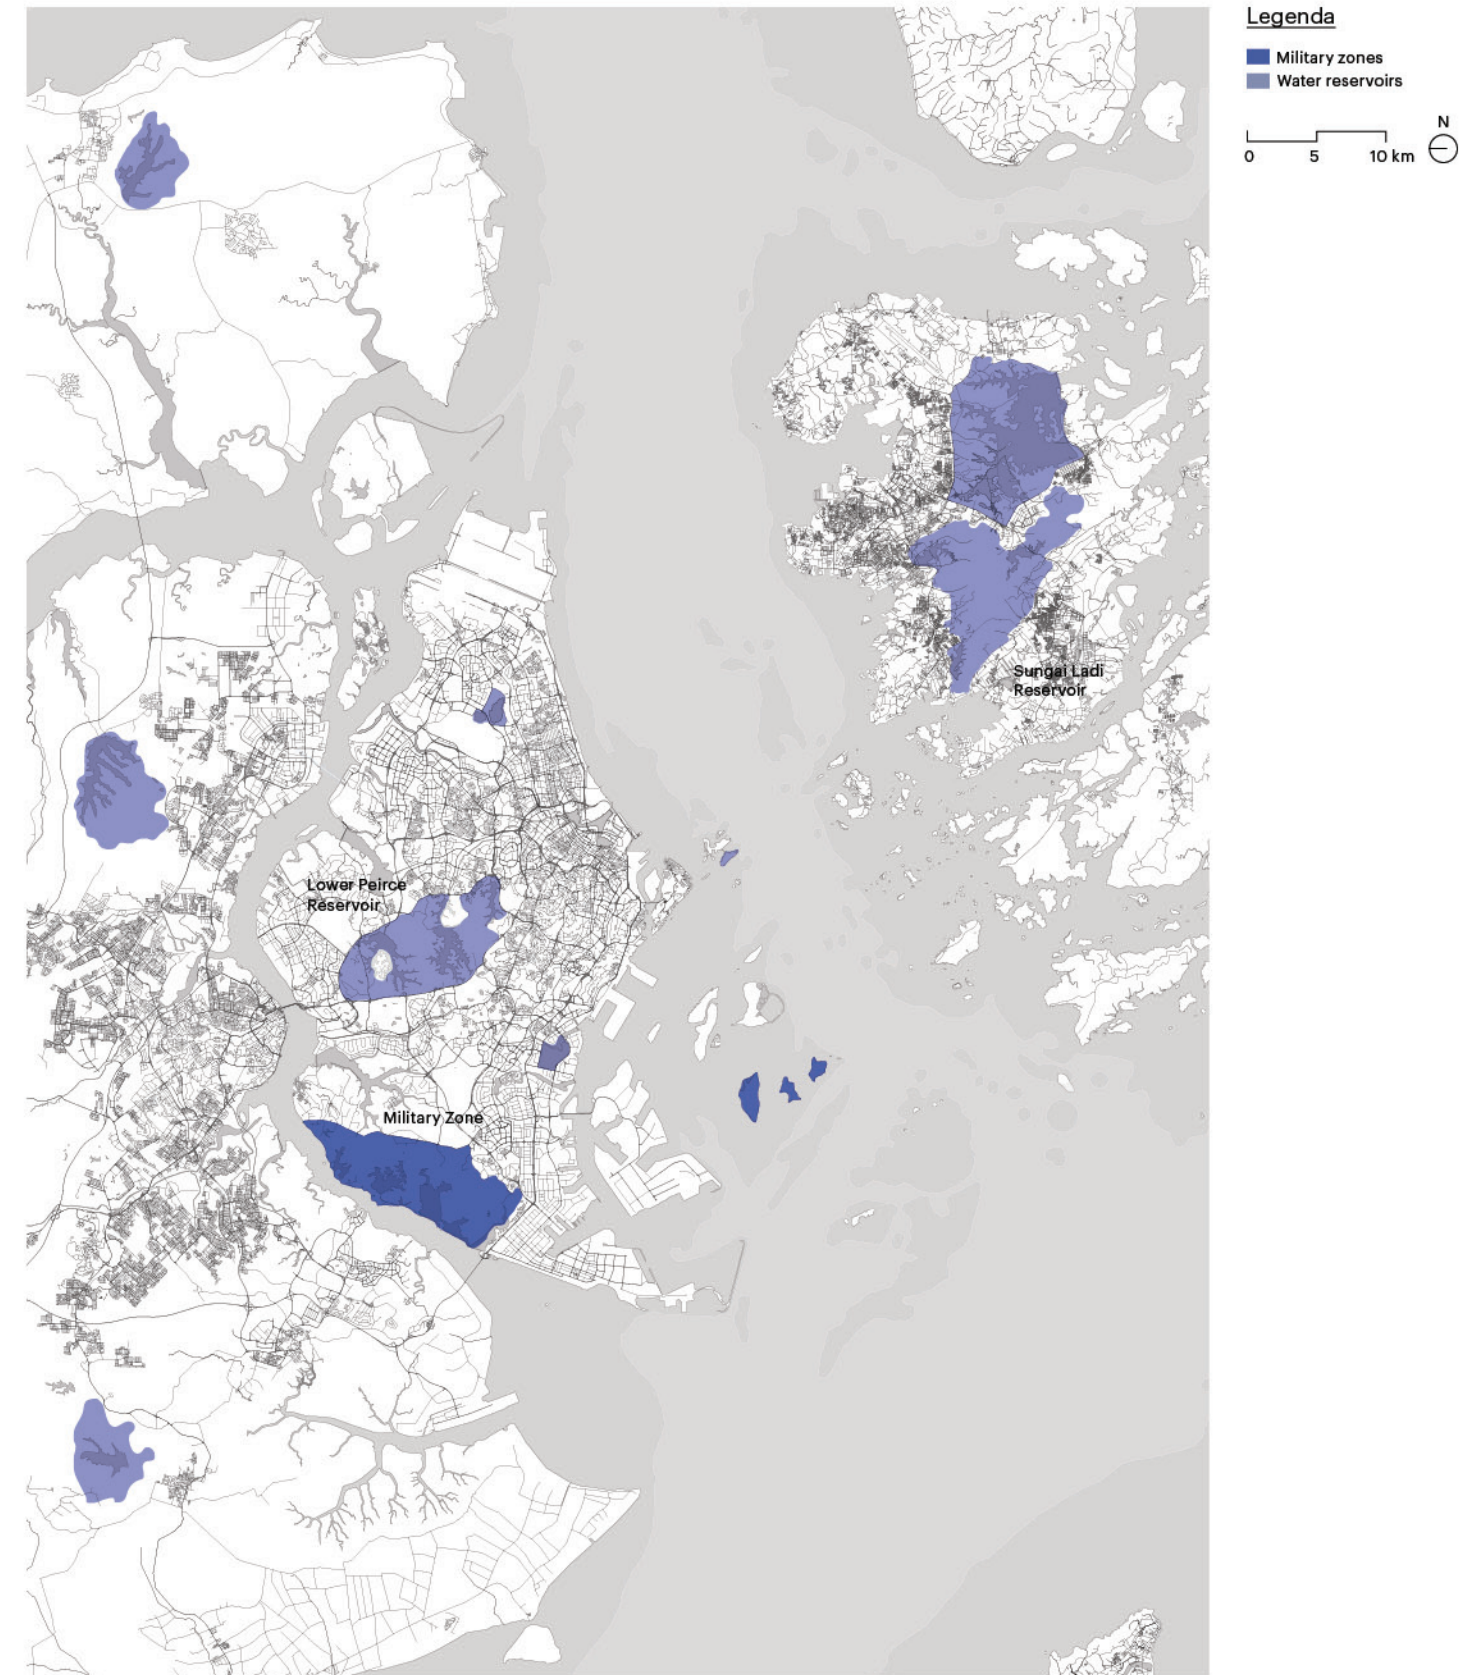 Legenda
Military zones
Water reservoirs
N
0 5 10 km
Sungai Ladi
Reservoir
Lower Peirce
Reservoir
Military Zone